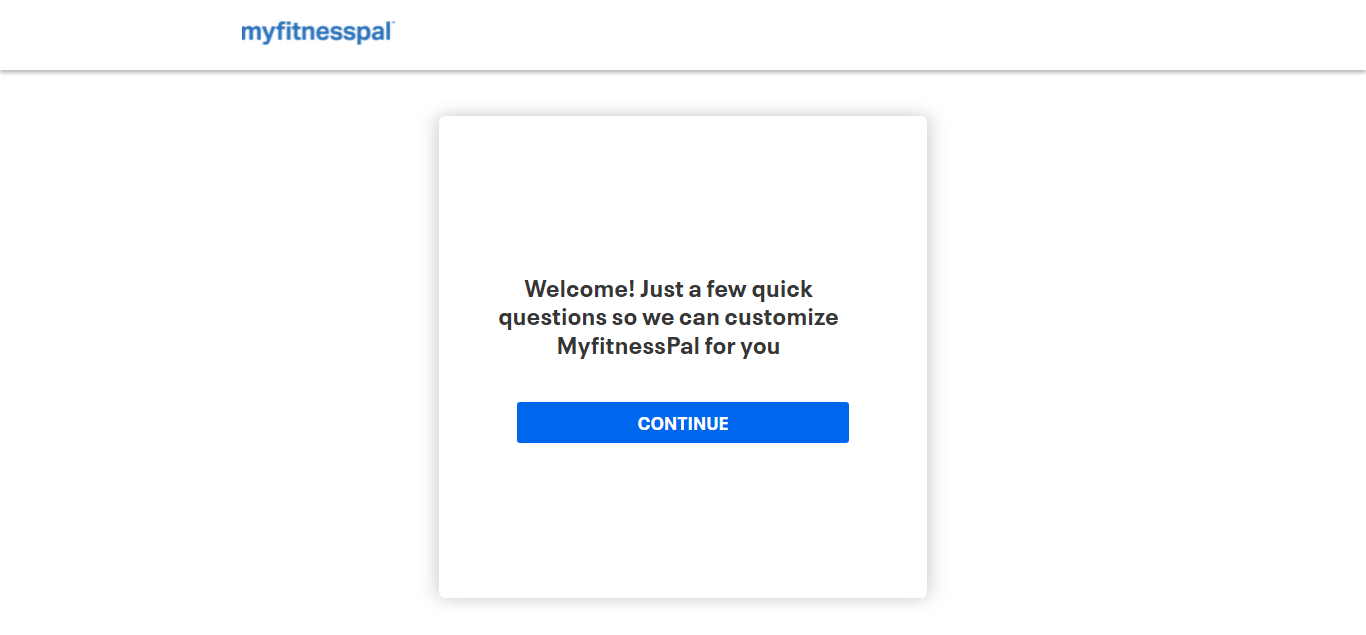 myfitnesspal
Welcome! Just a few quick
questions so we can customize
MyfitnessPal for you
CONTINUE